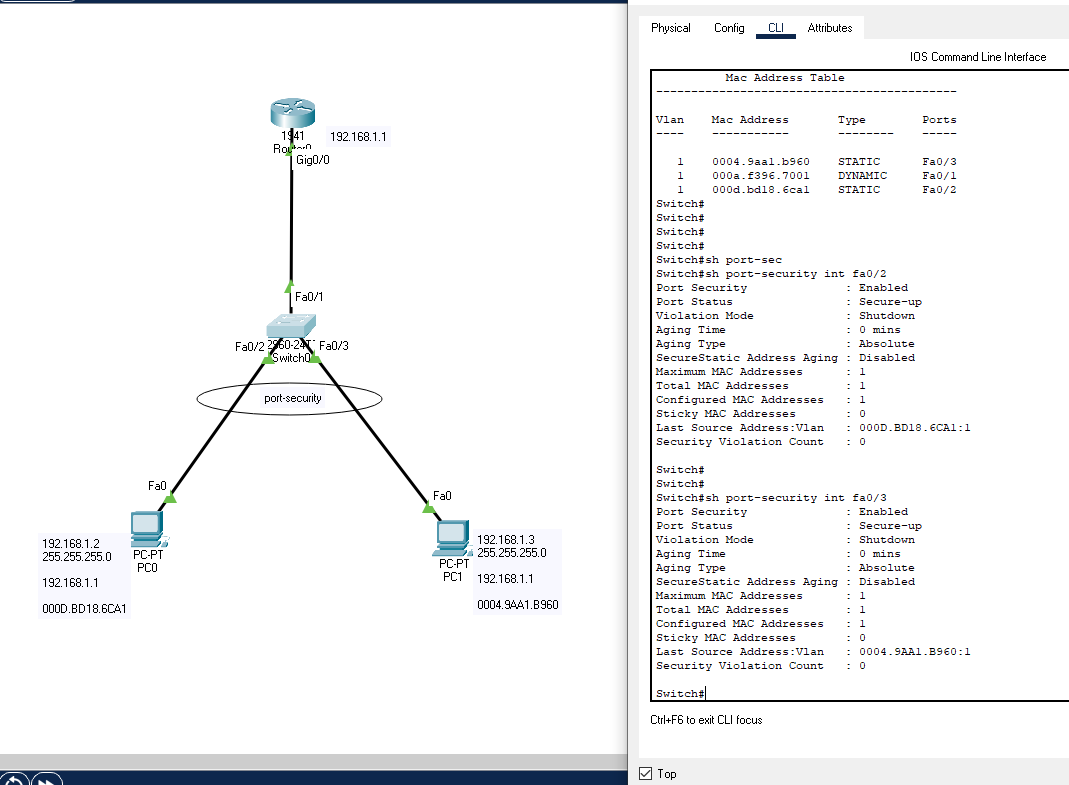 1941
Router0
192.168.1.1
Gig0/0
Fa0/1
Fa0/2
2960-24TT
Fa0/3
Switch0
port-security
Fa0
Fa0
192.168.1.2
255.255.255.0
192.168.1.1
000D.BD18.6CA1
PC-PT
PC0
PC-PT
PC1
192.168.1.3
255.255.255.0
192.168.1.1
0004.9AA1.B960
Physical Config CLI Attributes
IOS Command Line Interface
Mac Address Table
-------------------------------------------
Vlan Mac Address Type Ports
---- ----------- -------- -----
1 0004.9aa1.b960 STATIC Fa0/3
1 000a.f396.7001 DYNAMIC Fa0/1
1 000d.bd18.6ca1 STATIC Fa0/2
Switch#
Switch#
Switch#
Switch#
Switch#sh port-sec
Switch#sh port-security int fa0/2
Port Security : Enabled
Port Status : Secure-up
Violation Mode : Shutdown
Aging Time : 0 mins
Aging Type : Absolute
SecureStatic Address Aging : Disabled
Maximum MAC Addresses : 1
Total MAC Addresses : 1
Configured MAC Addresses : 1
Sticky MAC Addresses : 0
Last Source Address:Vlan : 000D.BD18.6CA1:1
Security Violation Count : 0
Switch#
Switch#
Switch#sh port-security int fa0/3
Port Security : Enabled
Port Status : Secure-up
Violation Mode : Shutdown
Aging Time : 0 mins
Aging Type : Absolute
SecureStatic Address Aging : Disabled
Maximum MAC Addresses : 1
Total MAC Addresses : 1
Configured MAC Addresses : 1
Sticky MAC Addresses : 0
Last Source Address:Vlan : 0004.9AA1.B960:1
Security Violation Count : 0
Switch#
Ctrl+F6 to exit CLI focus
Top